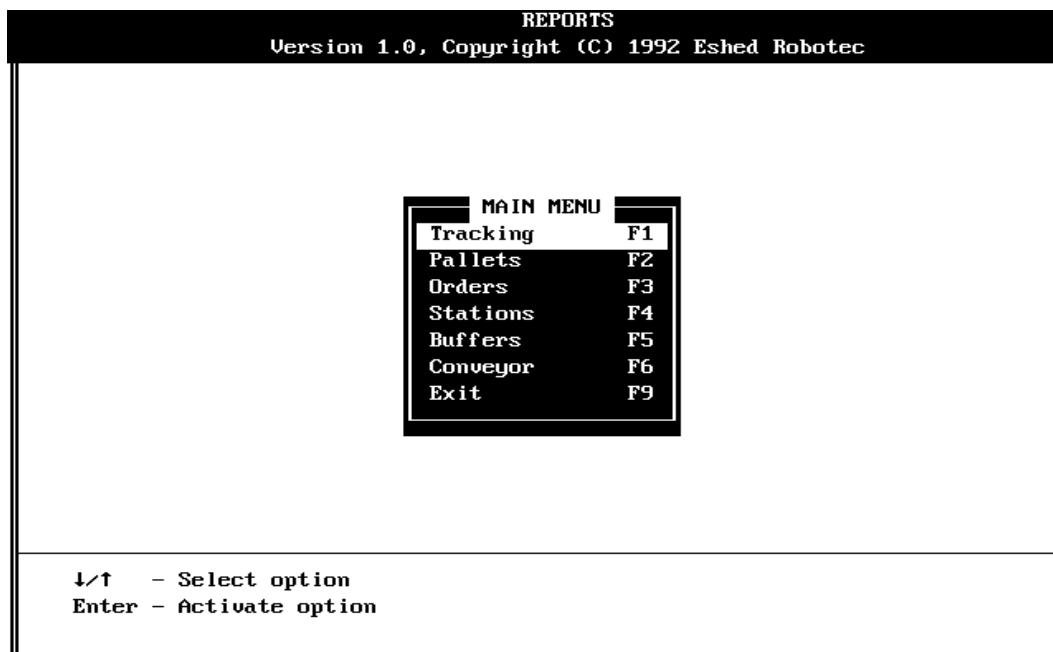 REPORTS
Version 1.0, Copyright (C) 1992 Eshed Robotec
MAIN MENU
Tracking F1
Pallets F2
Orders F3
Stations F4
Buffers F5
Conveyor F6
Exit F9
↓/↑ - Select option
Enter - Activate option